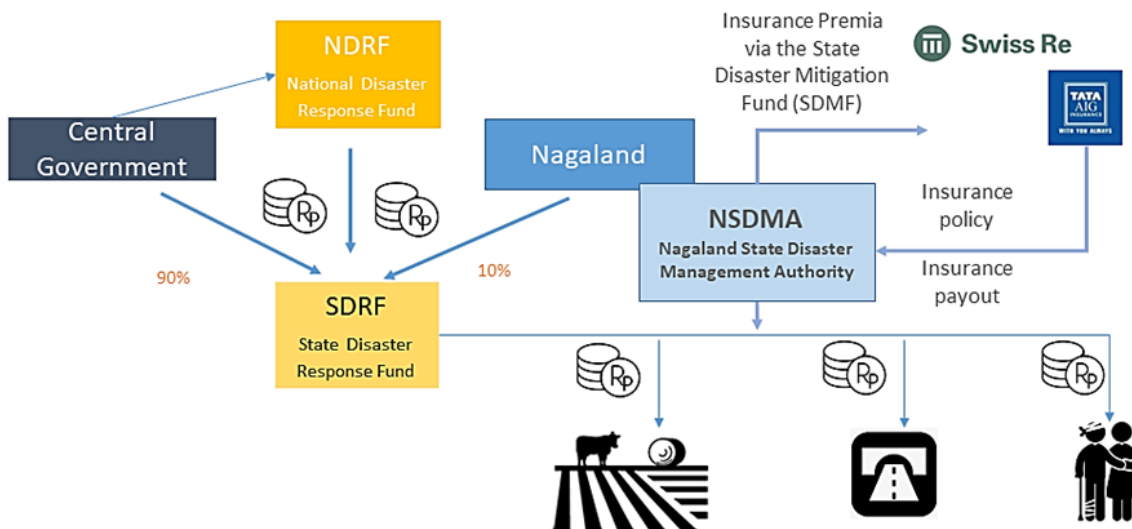 NDRF
National Disaster
Response Fund
Central
Government
Nagaland
Insurance Premia
via the State
Disaster Mitigation
Fund (SDMF)
Swiss Re
TATA
AIG
INSURANCE
WITH YOU ALWAYS
Rp
Rp
90%
10%
NSDMA
Nagaland State Disaster
Management Authority
Insurance
policy
Insurance
payout
SDRF
State Disaster
Response Fund
Rp
Rp
Rp